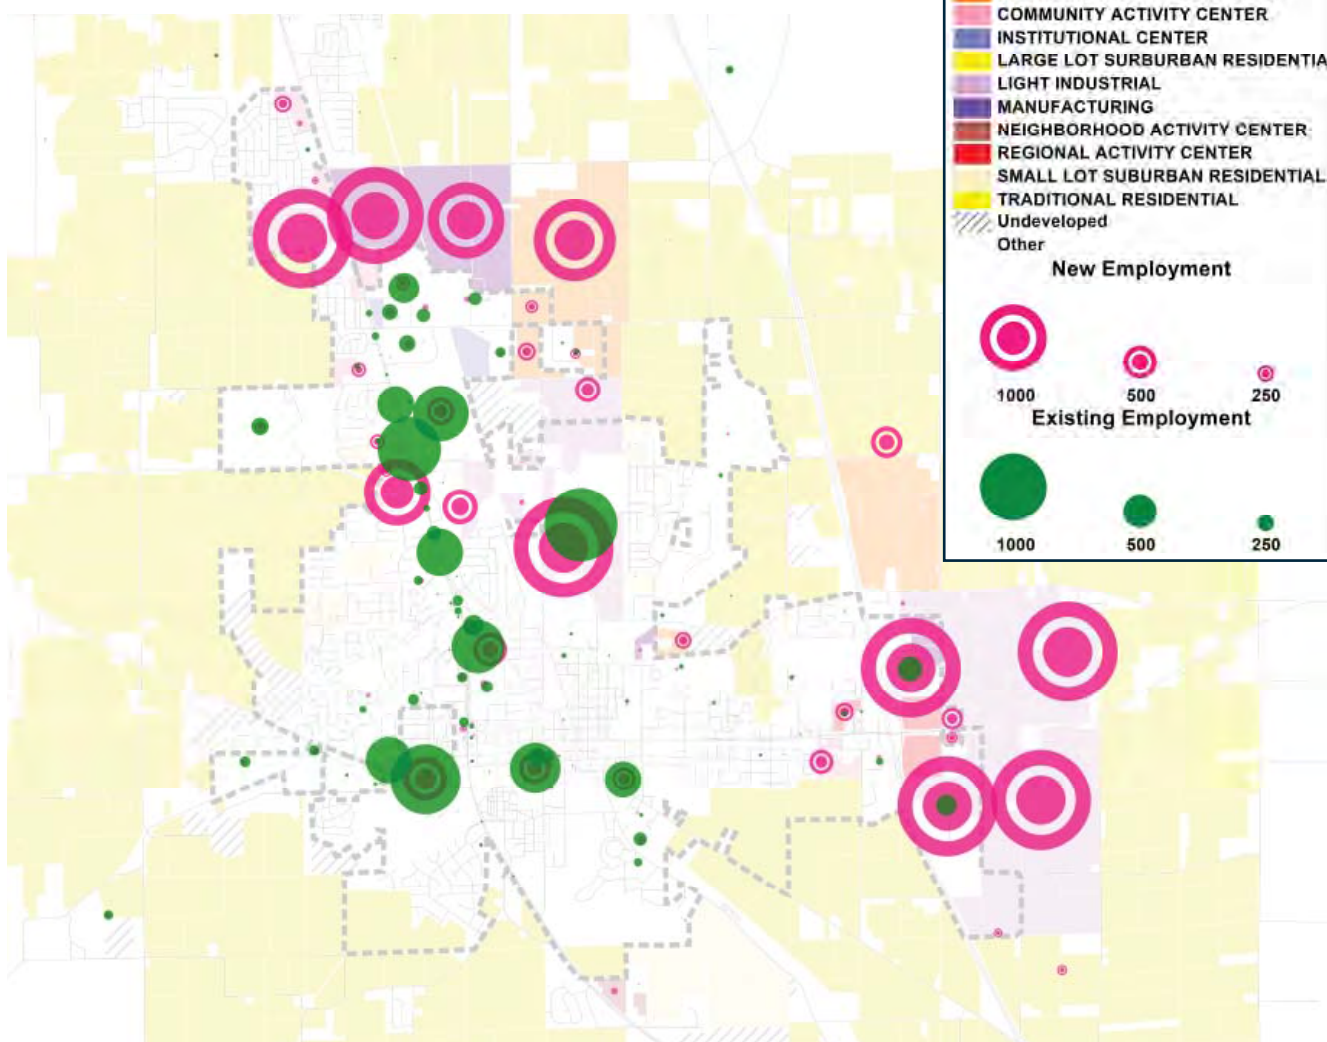 COMMUNITY ACTIVITY CENTER
INSTITUTIONAL CENTER
LARGE LOT SURBURBAN RESIDENTIA
LIGHT INDUSTRIAL
MANUFACTURING
NEIGHBORHOOD ACTIVITY CENTER
REGIONAL ACTIVITY CENTER
SMALL LOT SUBURBAN RESIDENTIAL
TRADITIONAL RESIDENTIAL
Undeveloped
Other
New Employment
1000 500 250
Existing Employment
1000 500 250